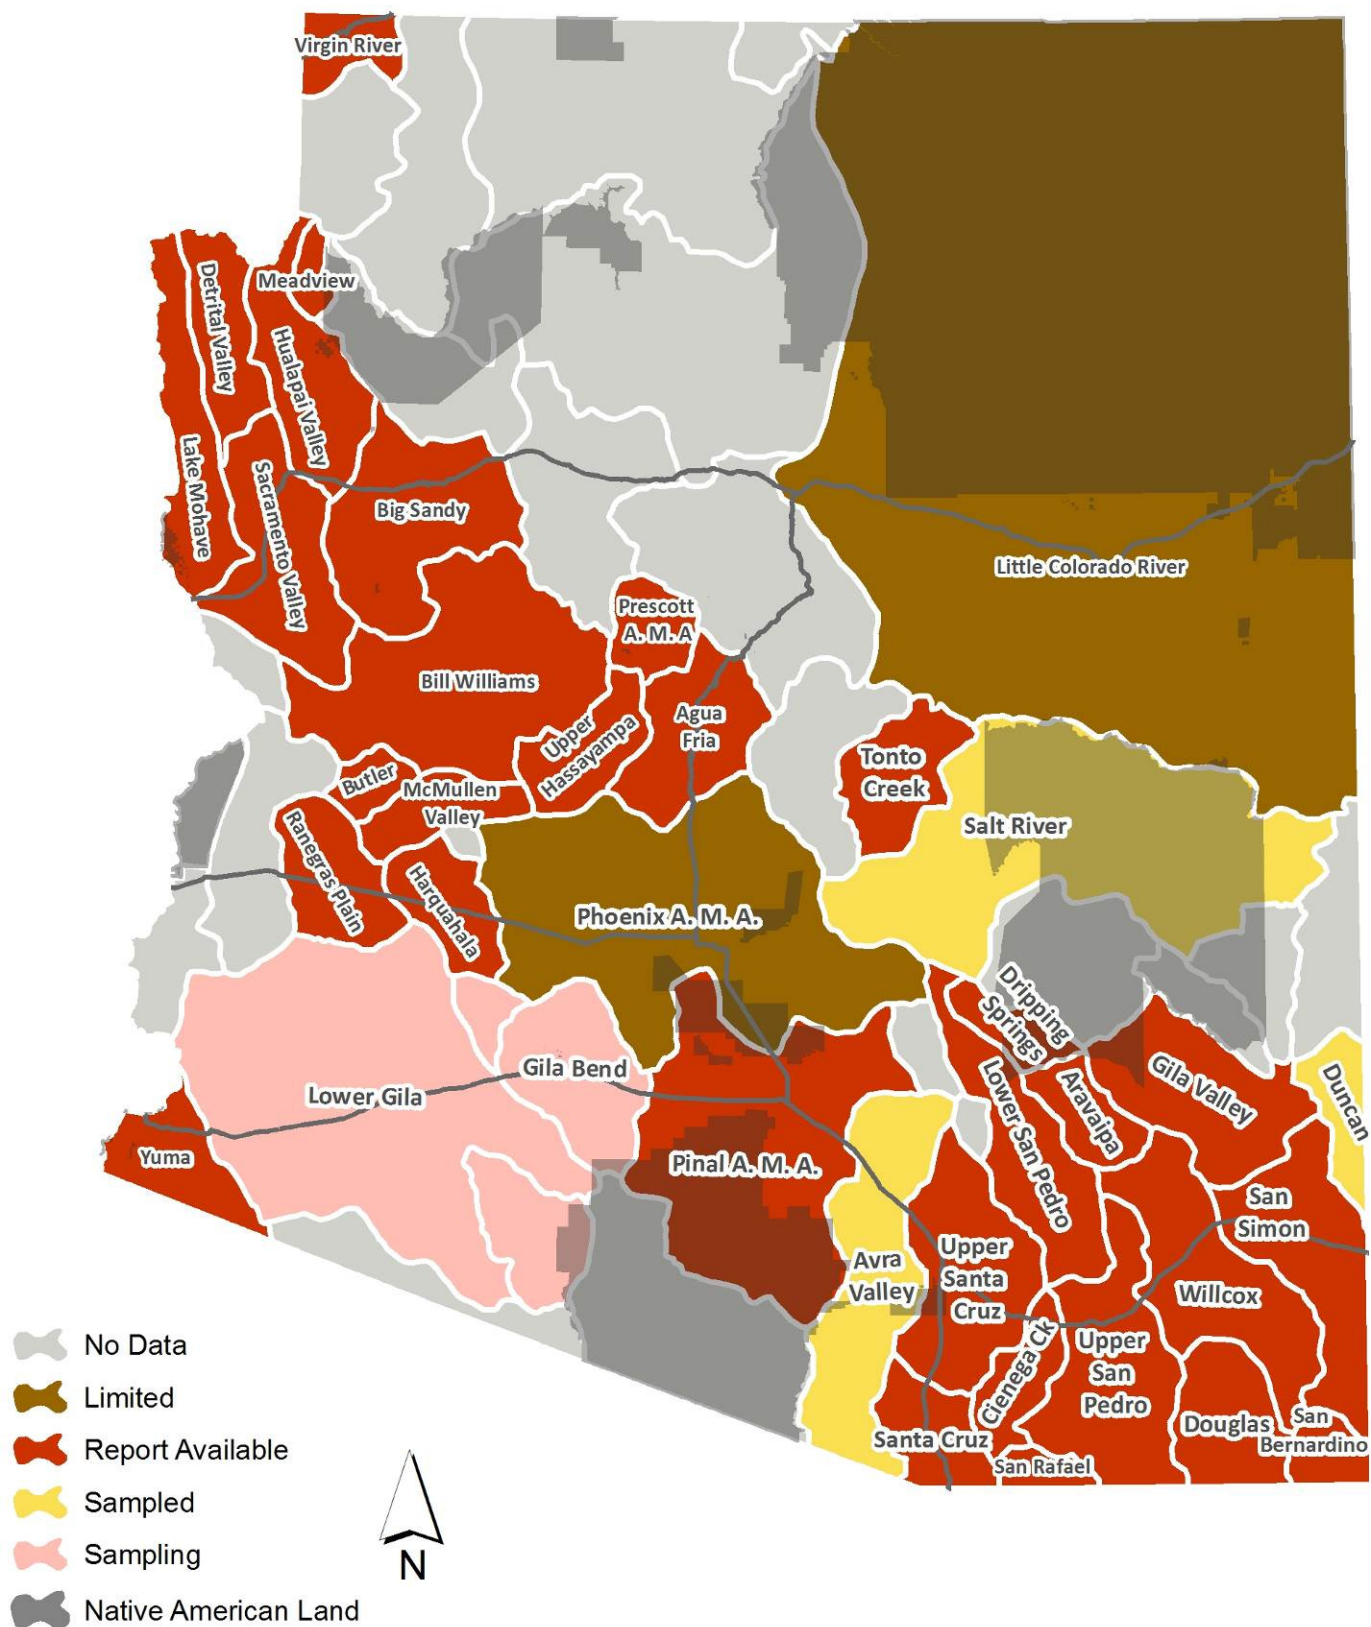 Virgin River
Meadview
Detrital Valley
Hualapai Valley
Lake Mohave
Sacramento Valley
Big Sandy
Little Colorado River
Prescott
A. M. A
Bill Williams
Agua
Fria
Upper
Hassayampa
Tonto
Creek
Butler
McMullen
Valley
Salt River
Ranegras Plain
Harquahala
Phoenix A. M. A.
Dripping
Springs
Gila Bend
Lower Gila
Lower San Pedro
Aravaipa
Gila Valley
Duncan
Yuma
Pinal A. M. A.
San
Simon
Avra
Valley
Upper
Santa
Cruz
Willcox
Cienega Ck
Upper
San
Pedro
Douglas
San
Bernardino
Santa Cruz
San Rafael
No Data
Limited
Report Available
Sampled
Sampling
Native American Land
N